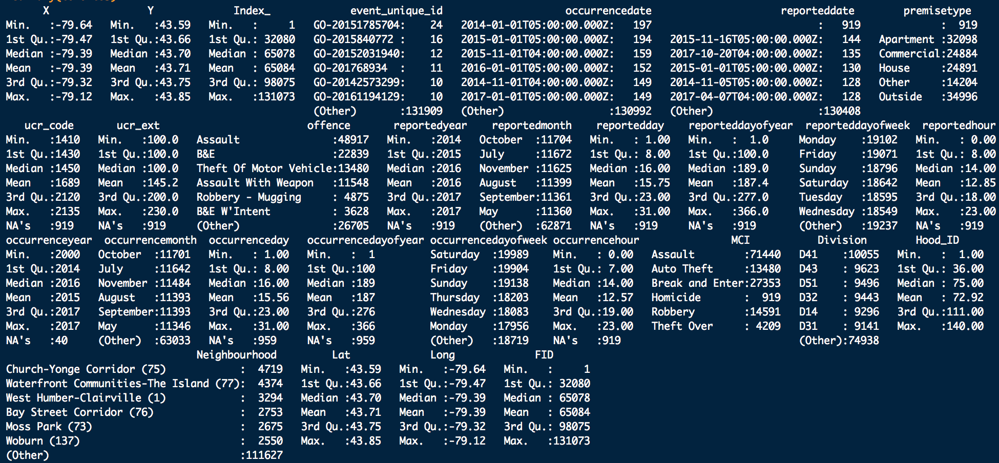 X Y Index_ event_unique_id occurrencedate reporteddate premisetype
Min. :-79.64 Min. :43.59 Min. : 1 GO-20151785704: 24 2014-01-01T05:00:00.000Z: 197 : 919 : 919
1st Qu.:-79.47 1st Qu.:43.66 1st Qu.: 32080 GO-2015840772 : 16 2015-01-01T05:00:00.000Z: 194 2015-11-16T05:00:00.000Z: 144 Apartment :32098
Median :-79.39 Median :43.70 Median : 65078 GO-20152031940: 12 2015-11-01T04:00:00.000Z: 159 2017-10-20T04:00:00.000Z: 135 Commercial:24884
Mean :-79.39 Mean :43.71 Mean : 65084 GO-201768934 : 11 2016-01-01T05:00:00.000Z: 152 2015-01-01T05:00:00.000Z: 130 House :24891
3rd Qu.:-79.32 3rd Qu.:43.75 3rd Qu.: 98075 GO-20142573299: 10 2014-11-01T04:00:00.000Z: 149 2014-11-05T05:00:00.000Z: 128 Other :14204
Max. :-79.12 Max. :43.85 Max. :131073 GO-20161194129: 10 2017-01-01T05:00:00.000Z: 149 2017-04-07T04:00:00.000Z: 128 Outside :34996
(Other) :131909 (Other) :130992 (Other) :130408
ucr_code ucr_ext offence reportedyear reportedmonth reportedday reporteddayofyear reporteddayofweek reportedhour
Min. :1410 Min. :100.0 Assault :48917 Min. :2014 October :11704 Min. : 1.00 Min. : 1.0 Monday :19102 Min. : 0.00
1st Qu.:1430 1st Qu.:100.0 B&E :22839 1st Qu.:2015 July :11672 1st Qu.: 8.00 1st Qu.:100.0 Friday :19071 1st Qu.: 8.00
Median :1450 Median :100.0 Theft Of Motor Vehicle:13480 Median :2016 November :11625 Median :16.00 Median :189.0 Sunday :18796 Median :14.00
Mean :1689 Mean :145.2 Assault With Weapon :11548 Mean :2016 August :11399 Mean :15.75 Mean :187.4 Saturday :18642 Mean :12.85
3rd Qu.:2120 3rd Qu.:200.0 Robbery - Mugging : 4875 3rd Qu.:2017 September:11361 3rd Qu.:23.00 3rd Qu.:277.0 Tuesday :18595 3rd Qu.:18.00
Max. :2135 Max. :230.0 B&E W'Intent : 3628 Max. :2017 May :11360 Max. :31.00 Max. :366.0 Wednesday :18549 Max. :23.00
NA's :919 NA's :919 (Other) :26705 NA's :919 (Other) :62871 NA's :919 NA's :919 (Other) :19237 NA's :919
occurrenceyear occurrencemonth occurrenceday occurrencedayofyear occurrencedayofweek occurrencehour MCI Division Hood_ID
Min. :2000 October :11701 Min. : 1.00 Min. : 1 Saturday :19989 Min. : 0.00 Assault :71440 D41 :10055 Min. : 1.00
1st Qu.:2014 July :11642 1st Qu.: 8.00 1st Qu.:100 Friday :19904 1st Qu.: 7.00 Auto Theft :13480 D43 : 9623 1st Qu.: 36.00
Median :2016 November :11484 Median :16.00 Median :189 Sunday :19138 Median :14.00 Break and Enter:27353 D51 : 9496 Median : 75.00
Mean :2015 August :11393 Mean :15.56 Mean :187 Thursday :18203 Mean :12.57 Homicide : 919 D32 : 9443 Mean : 72.92
3rd Qu.:2017 September:11393 3rd Qu.:23.00 3rd Qu.:276 Wednesday :18083 3rd Qu.:19.00 Robbery :14591 D14 : 9296 3rd Qu.:111.00
Max. :2017 May :11346 Max. :31.00 Max. :366 Monday :17956 Max. :23.00 Theft Over : 4209 D31 : 9141 Max. :140.00
NA's :40 (Other) :63033 NA's :959 NA's :959 (Other) :18719 NA's :919 (Other):74938
Neighbourhood Lat Long FID
Church-Yonge Corridor (75) : 4719 Min. :43.59 Min. :-79.64 Min. : 1
Waterfront Communities-The Island (77): 4374 1st Qu.:43.66 1st Qu.:-79.47 1st Qu.: 32080
West Humber-Clairville (1) : 3294 Median :43.70 Median :-79.39 Median : 65078
Bay Street Corridor (76) : 2753 Mean :43.71 Mean :-79.39 Mean : 65084
Moss Park (73) : 2675 3rd Qu.:43.75 3rd Qu.:-79.32 3rd Qu.: 98075
Woburn (137) : 2550 Max. :43.85 Max. :-79.12 Max. :131073
(Other) :111627